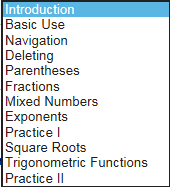 Introduction
Basic Use
Navigation
Deleting
Parentheses
Fractions
Mixed Numbers
Exponents
Practice I
Square Roots
Trigonometric Functions
Practice II